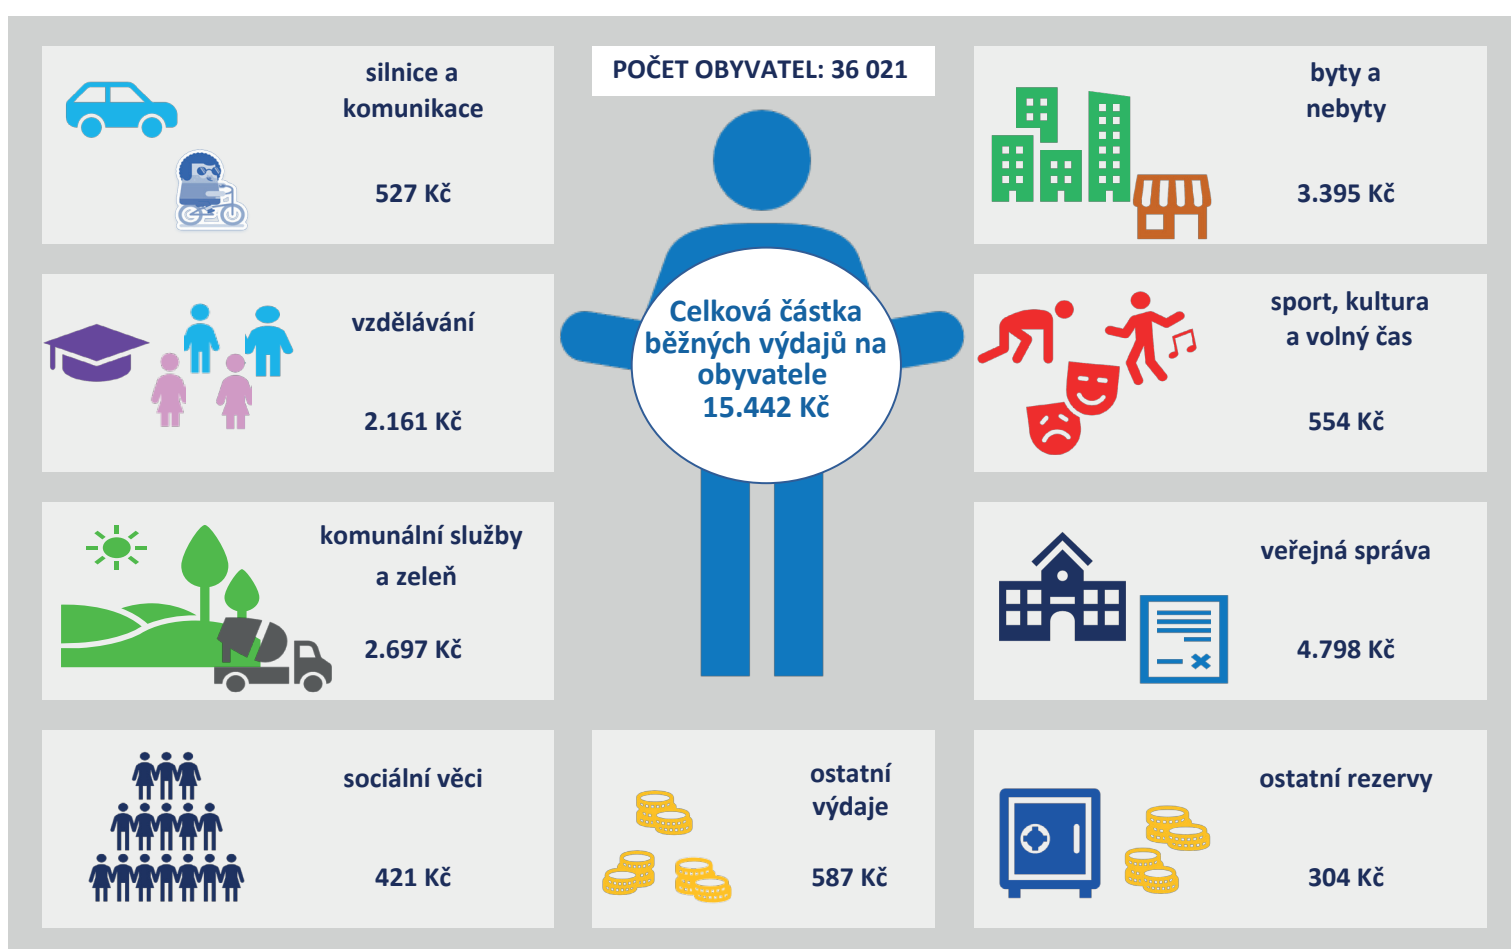 silnice a
komunikace
527 Kč
POČET OBYVATEL: 36 021
byty a
nebyty
3.395 Kč
vzdělávání
2.161 Kč
Celková částka
běžných výdajů na
obyvatele
15.442 Kč
sport, kultura
a volný čas
554 Kč
komunální služby
a zeleň
2.697 Kč
veřejná správa
4.798 Kč
sociální věci
421 Kč
ostatní
výdaje
587 Kč
ostatní rezervy
304 Kč